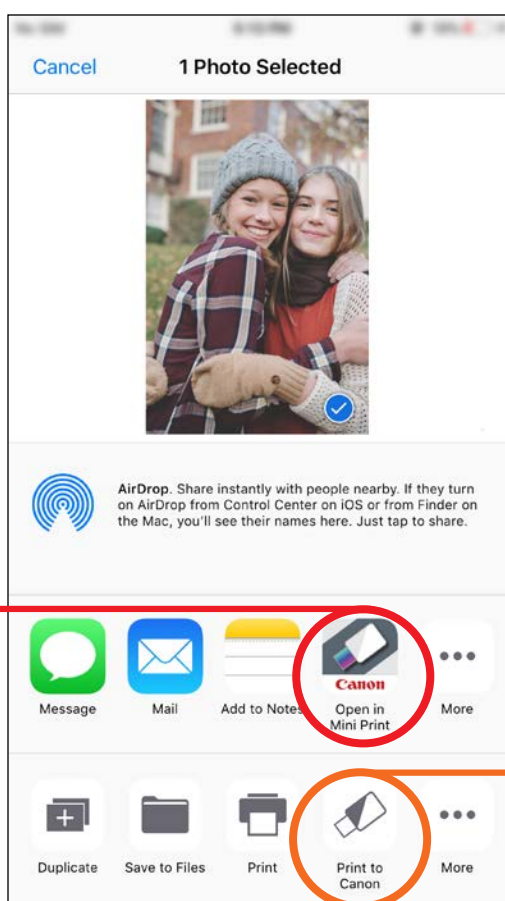 Cancel 1 Photo Selected
AirDrop. Share instantly with people nearby. If they turn
on AirDrop from Control Center on iOS or from Finder on
the Mac, you'll see their names here. Just tap to share.
Canon
Message Mail Add to Notes Open in More
Mini Print
Duplicate Save to Files Print Print to More
Canon